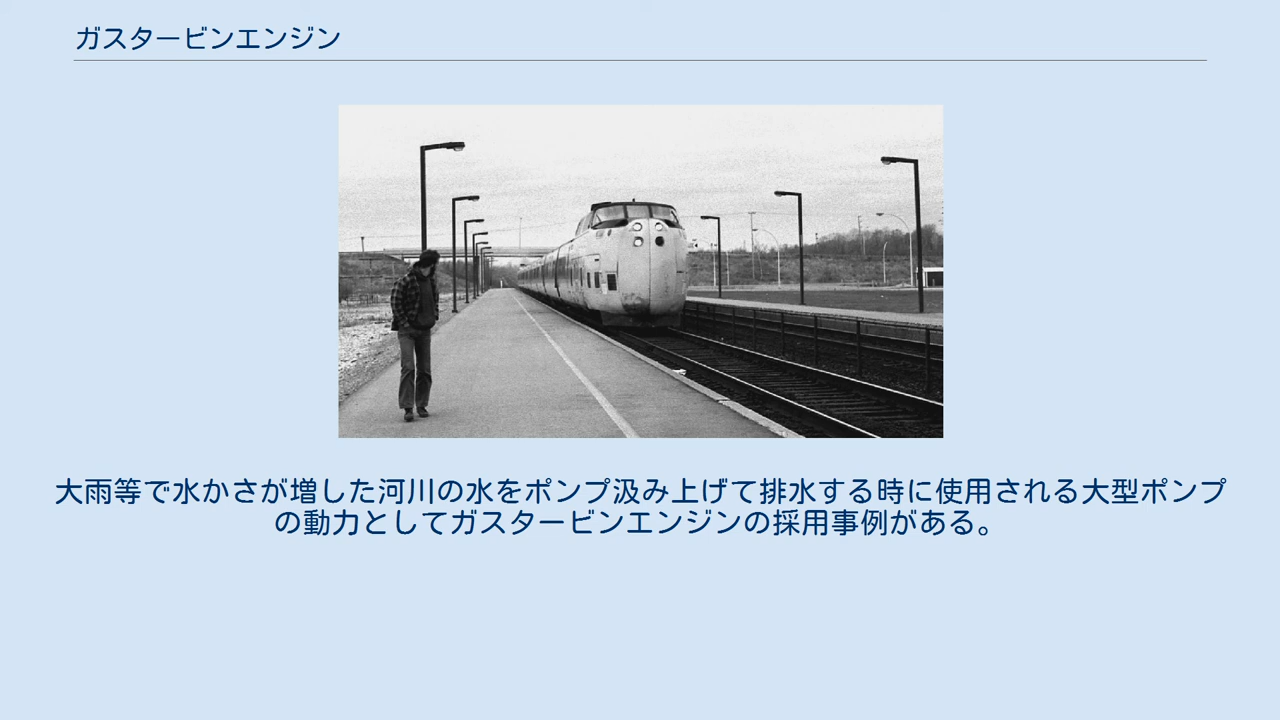 ガスタービンエンジン
大雨等で水かさが増した河川の水をポンプ汲み上げて排水する時に使用される大型ポンプ
の動力としてガスタービンエンジンの採用事例がある。